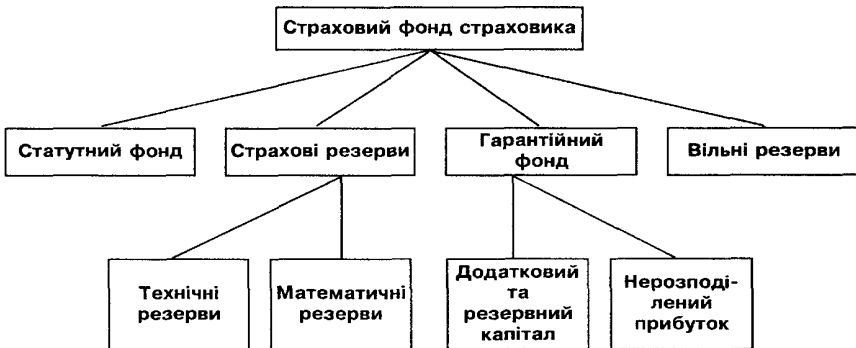 Страховий фонд страховика
Статутний фонд
Страхові резерви
Гарантійний
фонд
Вільні резерви
Технічні
резерви
Математичні
резерви
Додатковий
та
резервний
капітал
Нерозподі-
лений
прибуток